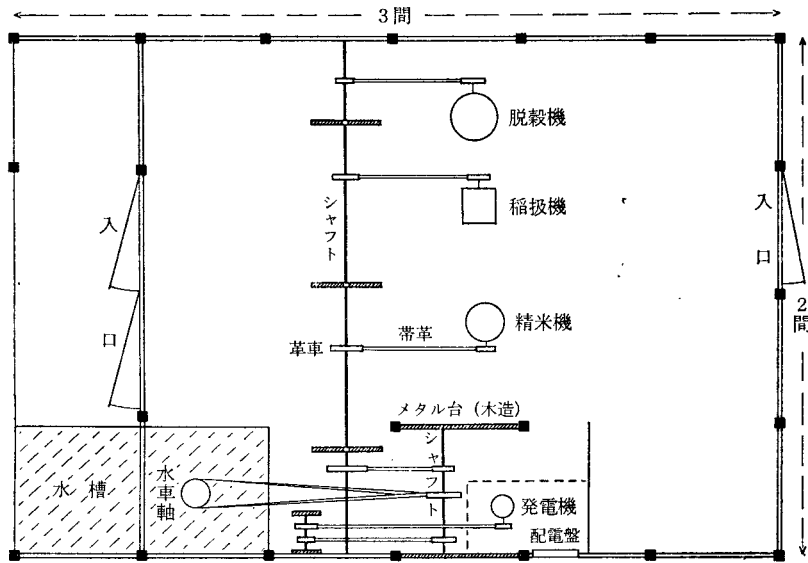 3間
脱穀機
稲扱機
シャフト
入口
入口
2間
精米機
帯革
革車
メタル台(木造)
シャフト
水槽
水車軸
発電機
配電盤